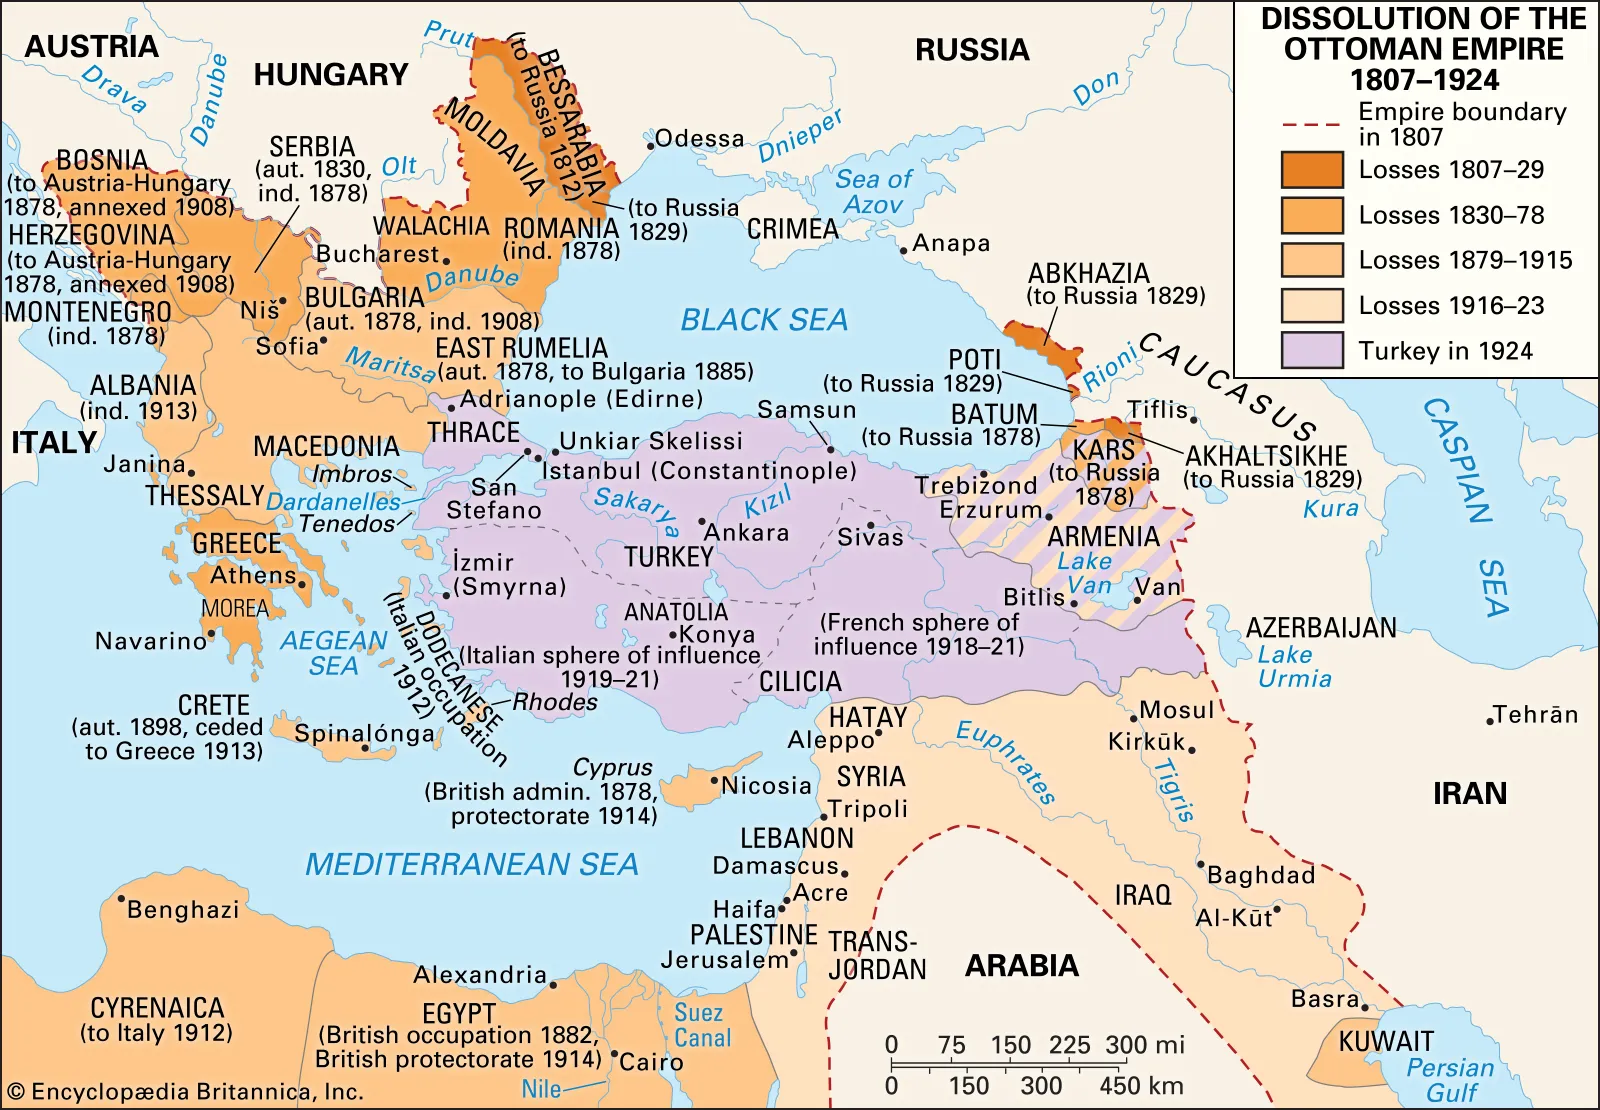 DISSOLUTION OF THE
OTTOMAN EMPIRE
1807–1924
Empire boundary
in 1807
Losses 1807–29
Losses 1830–78
Losses 1879–1915
Losses 1916–23
Turkey in 1924
AUSTRIA
Drava
Danube
HUNGARY
Prut
BESSARABIA
(to Russia 1812)
MOLDAVIA
RUSSIA
Don
Dnieper
Odessa
SERBIA
(aut. 1830,
ind. 1878)
Olt
BOSNIA
(to Austria-Hungary
1878, annexed 1908)
HERZEGOVINA
(to Austria-Hungary
1878, annexed 1908)
MONTENEGRO
(ind. 1878)
WALACHIA
Bucharest
Danube
ROMANIA
(ind. 1878)
(to Russia
1829)
Sea of
Azov
CRIMEA
Anapa
ABKHAZIA
(to Russia 1829)
Niš
BULGARIA
(aut. 1878, ind. 1908)
Sofia
Maritsa
EAST RUMELIA
(aut. 1878, to Bulgaria 1885)
BLACK SEA
POTI
(to Russia 1829)
Rioni
CAUCASUS
ALBANIA
(ind. 1913)
Adrianople (Edirne)
THRACE
Samsun
BATUM
(to Russia 1878)
Tiflis
CASPIAN SEA
ITALY
Janina
MACEDONIA
Imbros
THESSALY
Dardanelles
Tenedos
Unkiar Skelissi
Istanbul (Constantinople)
San
Stefano
Sakarya
Kızıl
Ankara
Sivas
Trebizond
Erzurum
KARS
(to Russia
1878)
AKHALTSIKHE
(to Russia 1829)
Kura
ARMENIA
Lake
Van
Van
Bitlis
GREECE
Athens
MOREA
Navarino
AEGEAN
SEA
İzmir
(Smyrna)
TURKEY
ANATOLIA
Konya
(Italian sphere of influence
1919–21)
(French sphere of
influence 1918–21)
CILICIA
AZERBAIJAN
Lake
Urmia
DODECANESE
(Italian occupation
1912)
Rhodes
CRETE
(aut. 1898, ceded
to Greece 1913)
Spinalónga
Cyprus
(British admin. 1878,
protectorate 1914)
Nicosia
HATAY
Aleppo
SYRIA
Tripoli
LEBANON
Damascus
Acre
Haifa
PALESTINE
Jerusalem
TRANS-
JORDAN
Euphrates
Mosul
Kirkūk
Tigris
Tehrān
IRAN
Baghdad
IRAQ
Al-Kūt
Basra
KUWAIT
Persian
Gulf
ARABIA
MEDITERRANEAN SEA
Benghazi
CYRENAICA
(to Italy 1912)
Alexandria
EGYPT
(British occupation 1882,
British protectorate 1914)
Suez
Canal
Cairo
Nile
0 75 150 225 300 mi
0 150 300 450 km
© Encyclopædia Britannica, Inc.